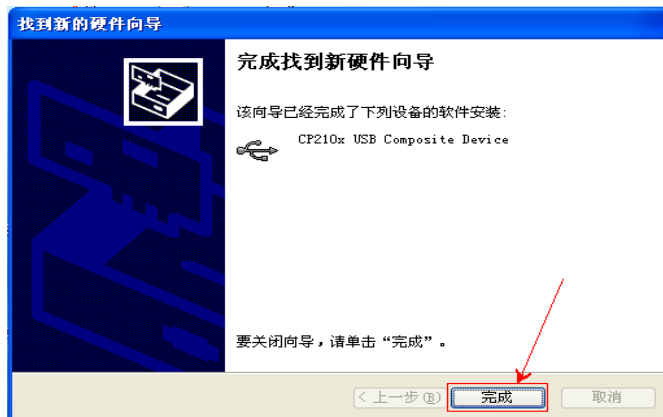 找到新的硬件向导
完成找到新硬件向导
该向导已经完成了下列设备的软件安装:
CP210x USB Composite Device
要关闭向导，请单击“完成”。
< 上一步(B)
完成
取消